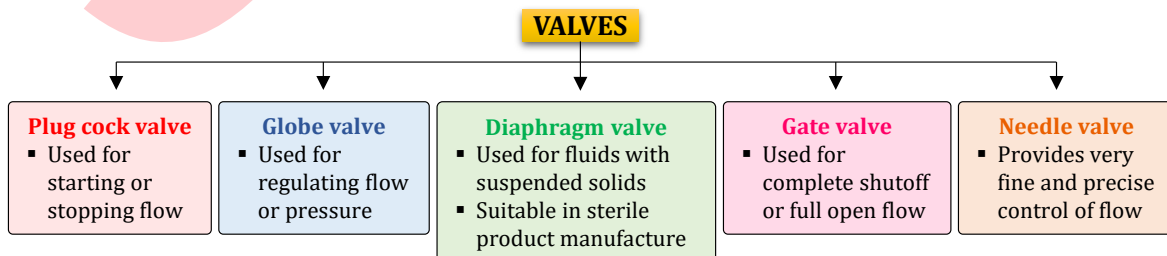 VALVES
Plug cock valve
▪ Used for
starting or
stopping flow
Globe valve
▪ Used for
regulating flow
or pressure
Diaphragm valve
▪ Used for fluids with
suspended solids
▪ Suitable in sterile
product manufacture
Gate valve
▪ Used for
complete shutoff
or full open flow
Needle valve
▪ Provides very
fine and precise
control of flow